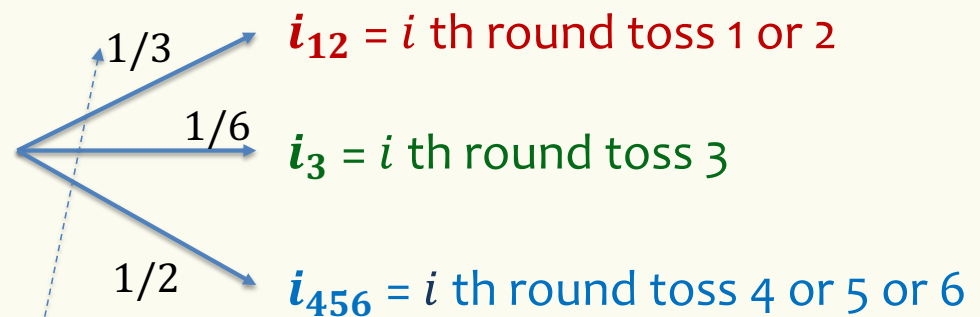 1/3
i₁₂ = i th round toss 1 or 2
1/6
i₃ = i th round toss 3
1/2
i₄₅₆ = i th round toss 4 or 5 or 6